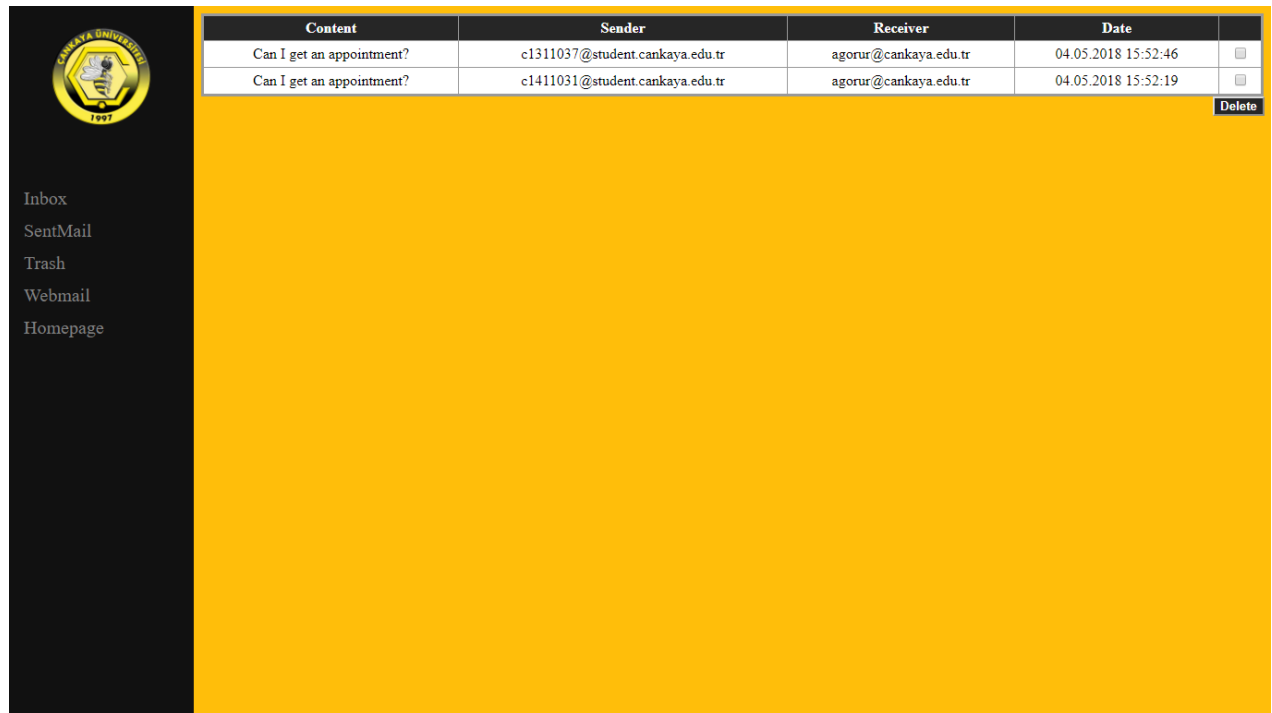 ÇANKAYA ÜNİVERSİTESİ
1997
Inbox
SentMail
Trash
Webmail
Homepage
Content Sender Receiver Date
Can I get an appointment? c1311037@student.cankaya.edu.tr agorur@cankaya.edu.tr 04.05.2018 15:52:46
Can I get an appointment? c1411031@student.cankaya.edu.tr agorur@cankaya.edu.tr 04.05.2018 15:52:19
Delete